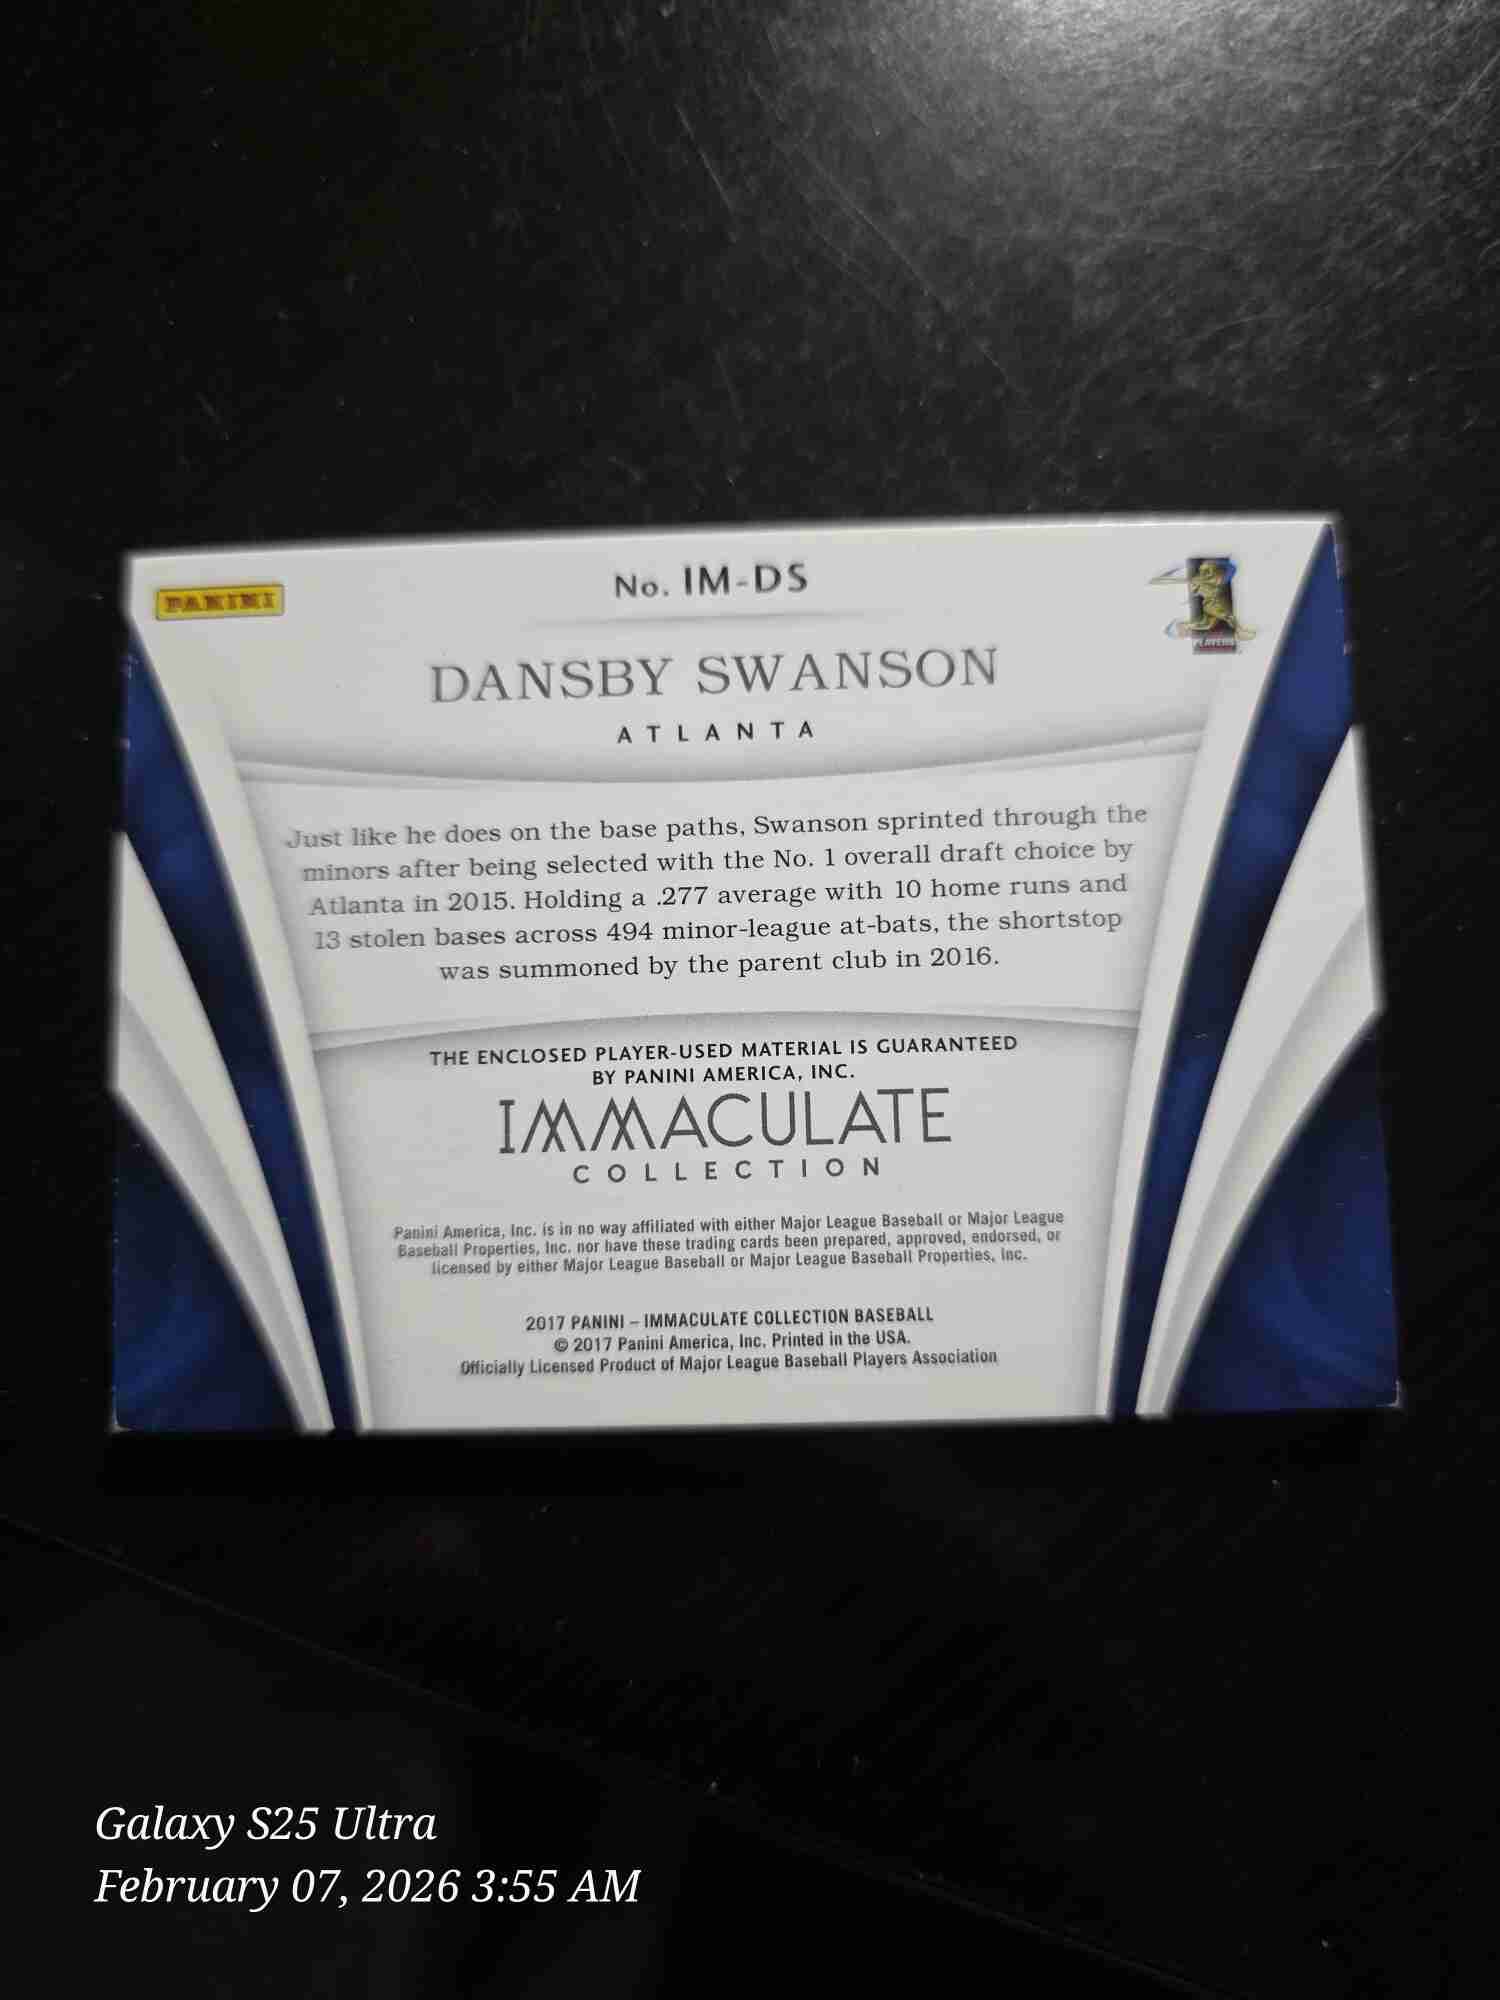 PANINI
No. IM-DS
PLAYERS
DANSBY SWANSON
ATLANTA
Just like he does on the base paths, Swanson sprinted through the
minors after being selected with the No. 1 overall draft choice by
Atlanta in 2015. Holding a .277 average with 10 home runs and
13 stolen bases across 494 minor-league at-bats, the shortstop
was summoned by the parent club in 2016.
THE ENCLOSED PLAYER-USED MATERIAL IS GUARANTEED
BY PANINI AMERICA, INC.
IMMACULATE
COLLECTION
Panini America, Inc. is in no way affiliated with either Major League Baseball or Major League
Baseball Properties, Inc. nor have these trading cards been prepared, approved, endorsed, or
licensed by either Major League Baseball or Major League Baseball Properties, Inc.
2017 PANINI – IMMACULATE COLLECTION BASEBALL
© 2017 Panini America, Inc. Printed in the USA.
Officially Licensed Product of Major League Baseball Players Association
Galaxy S25 Ultra
February 07, 2026 3:55 AM